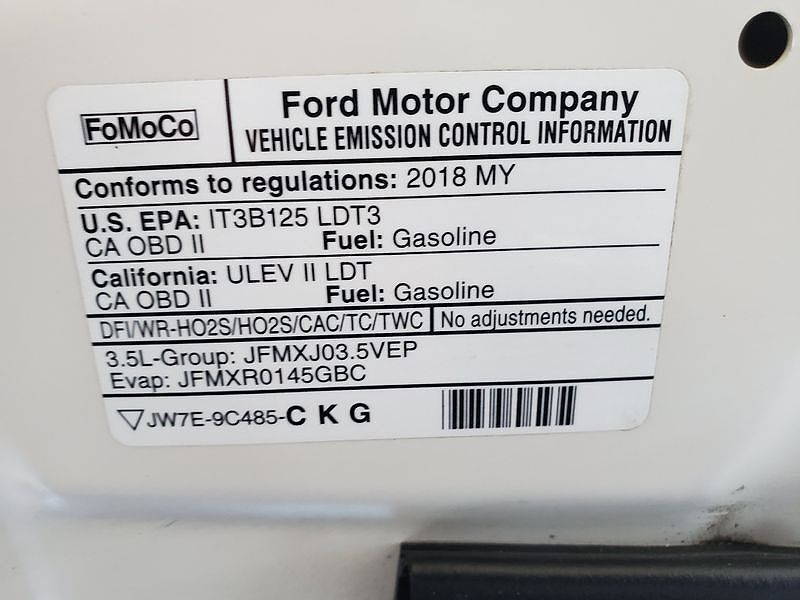 FoMoCo
Ford Motor Company
VEHICLE EMISSION CONTROL INFORMATION
Conforms to regulations: 2018 MY
U.S. EPA: IT3B125 LDT3
CA OBD II Fuel: Gasoline
California: ULEV II LDT
CA OBD II Fuel: Gasoline
DFI/WR-HO2S/HO2S/CAC/TC/TWC No adjustments needed.
3.5L-Group: JFMXJ03.5VEP
Evap: JFMXR0145GBC
JW7E-9C485-C K G